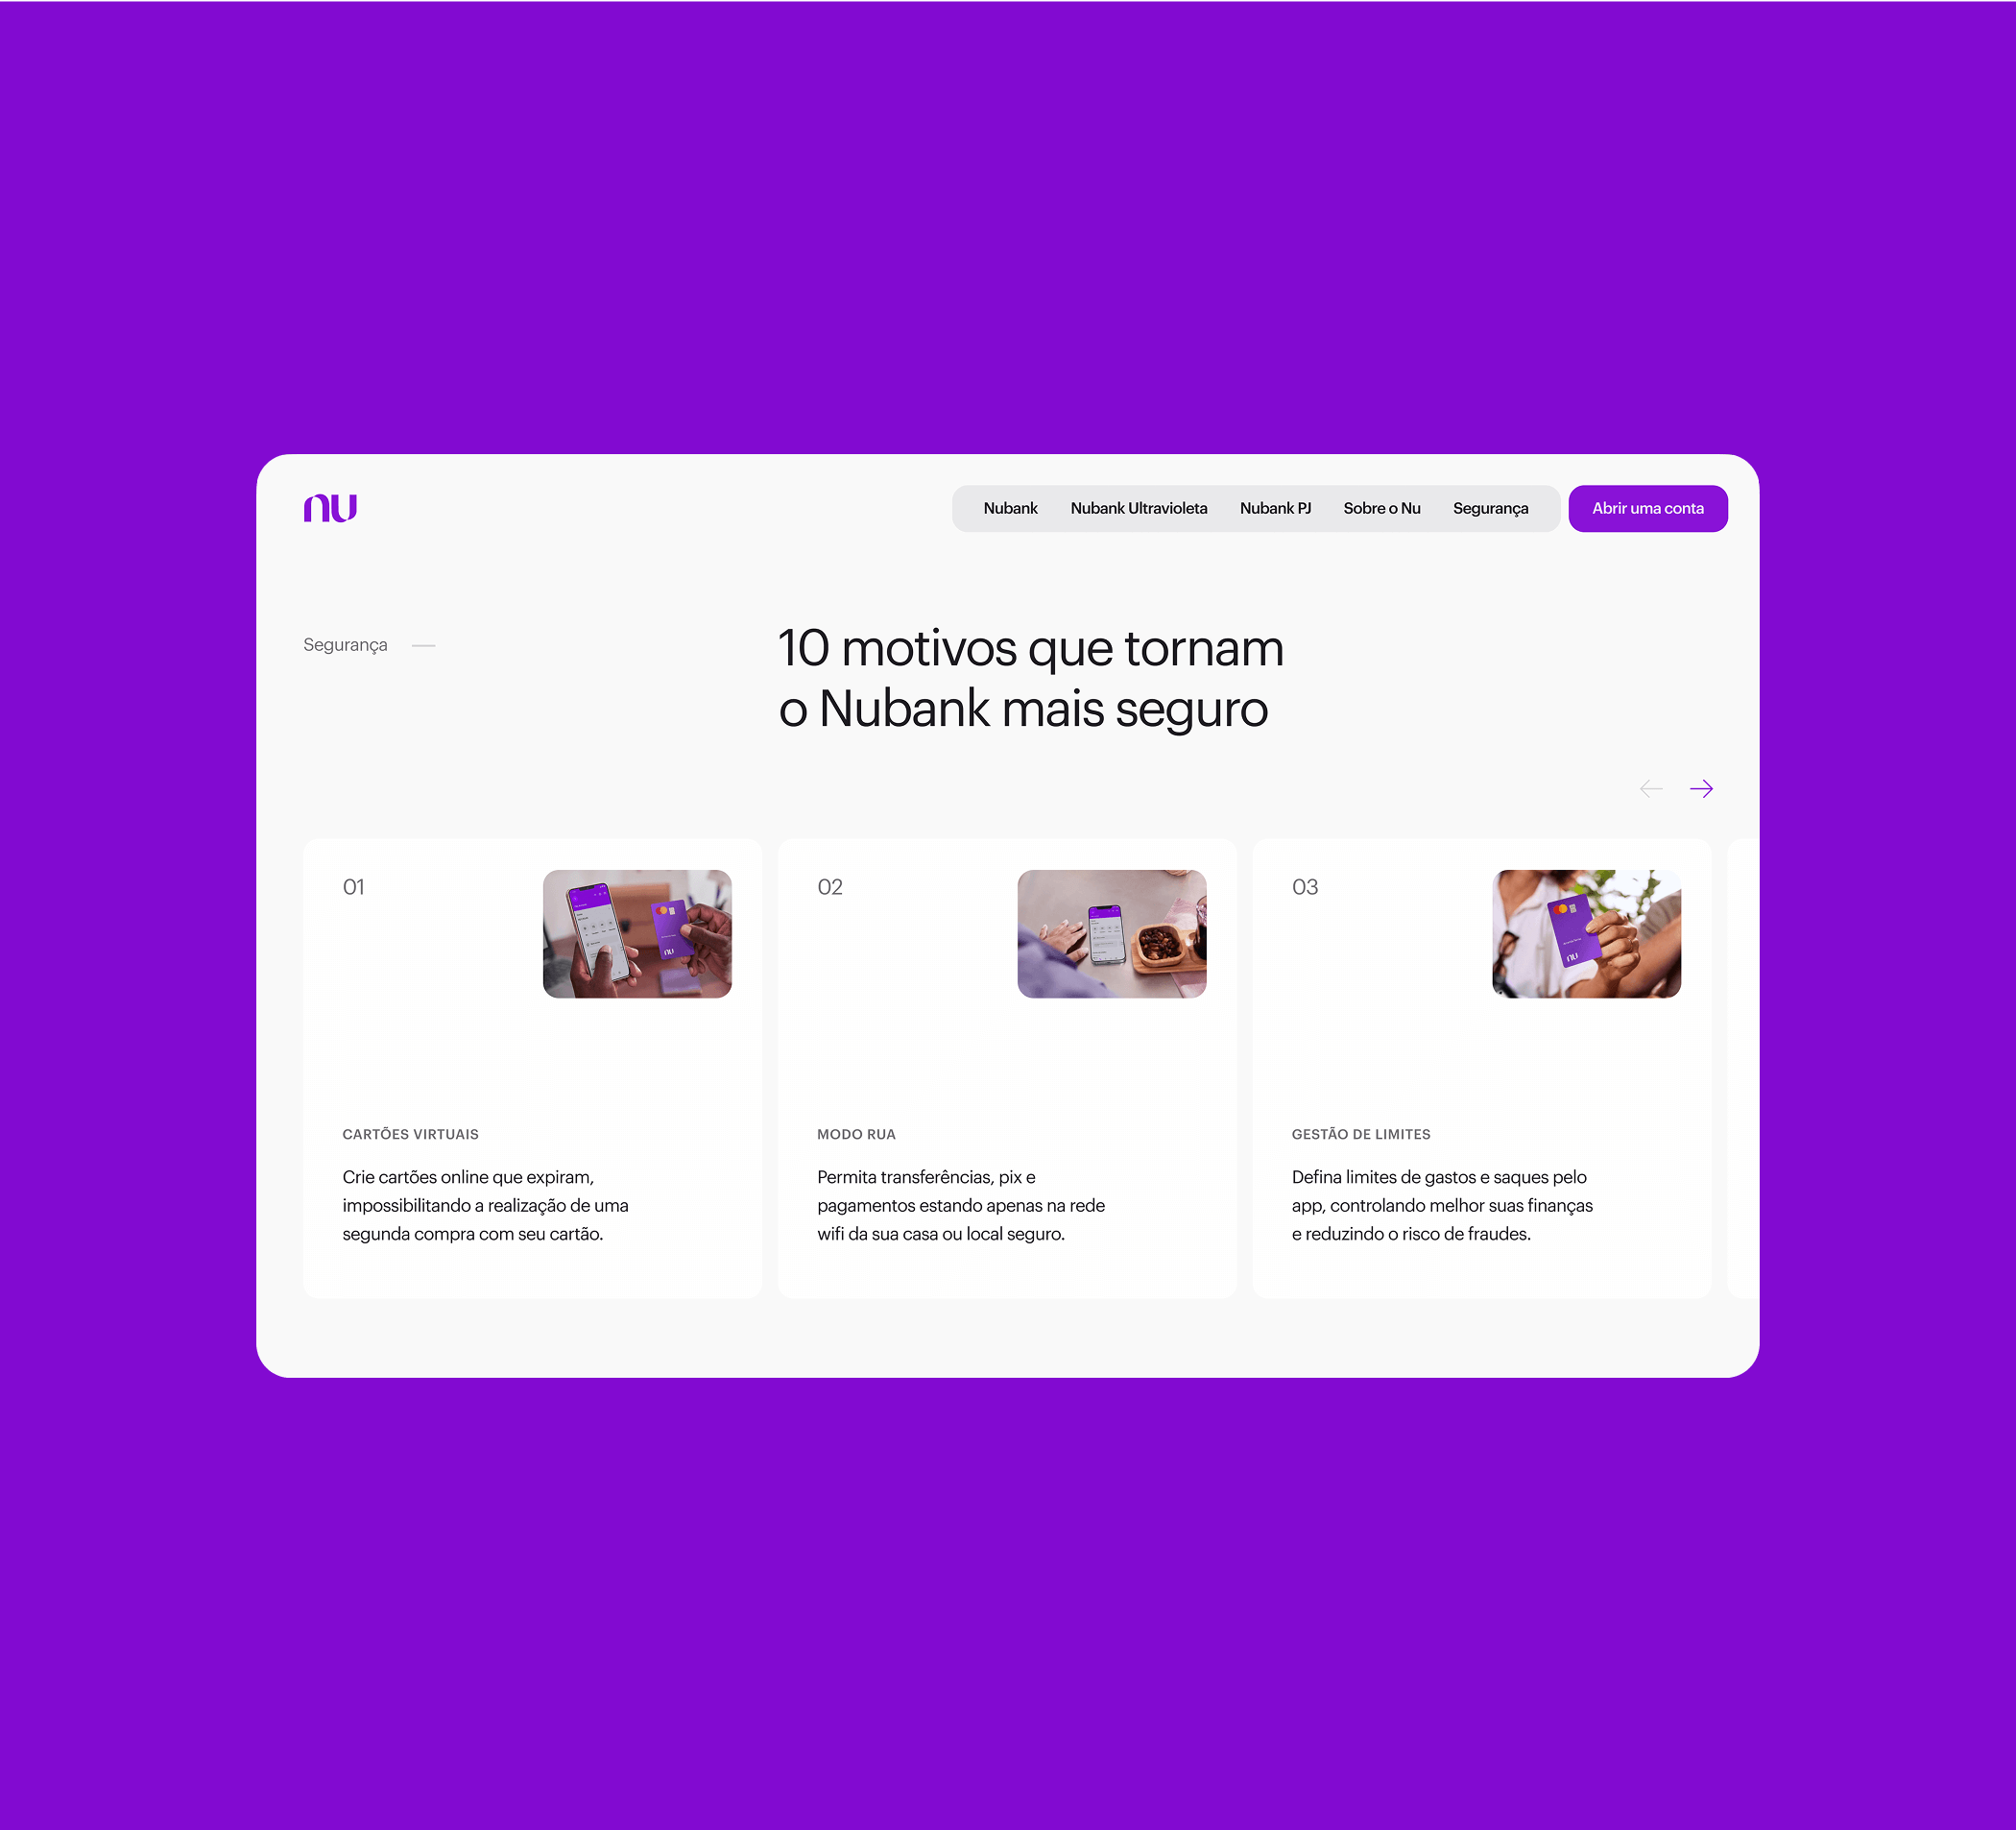 nu
Nubank Nubank Ultravioleta Nubank PJ Sobre o Nu Segurança Abrir uma conta
Segurança —
10 motivos que tornam
o Nubank mais seguro
01
CARTÕES VIRTUAIS
Crie cartões online que expiram,
impossibilitando a realização de uma
segunda compra com seu cartão.
02
MODO RUA
Permita transferências, pix e
pagamentos estando apenas na rede
wifi da sua casa ou local seguro.
03
nu
GESTÃO DE LIMITES
Defina limites de gastos e saques pelo
app, controlando melhor suas finanças
e reduzindo o risco de fraudes.